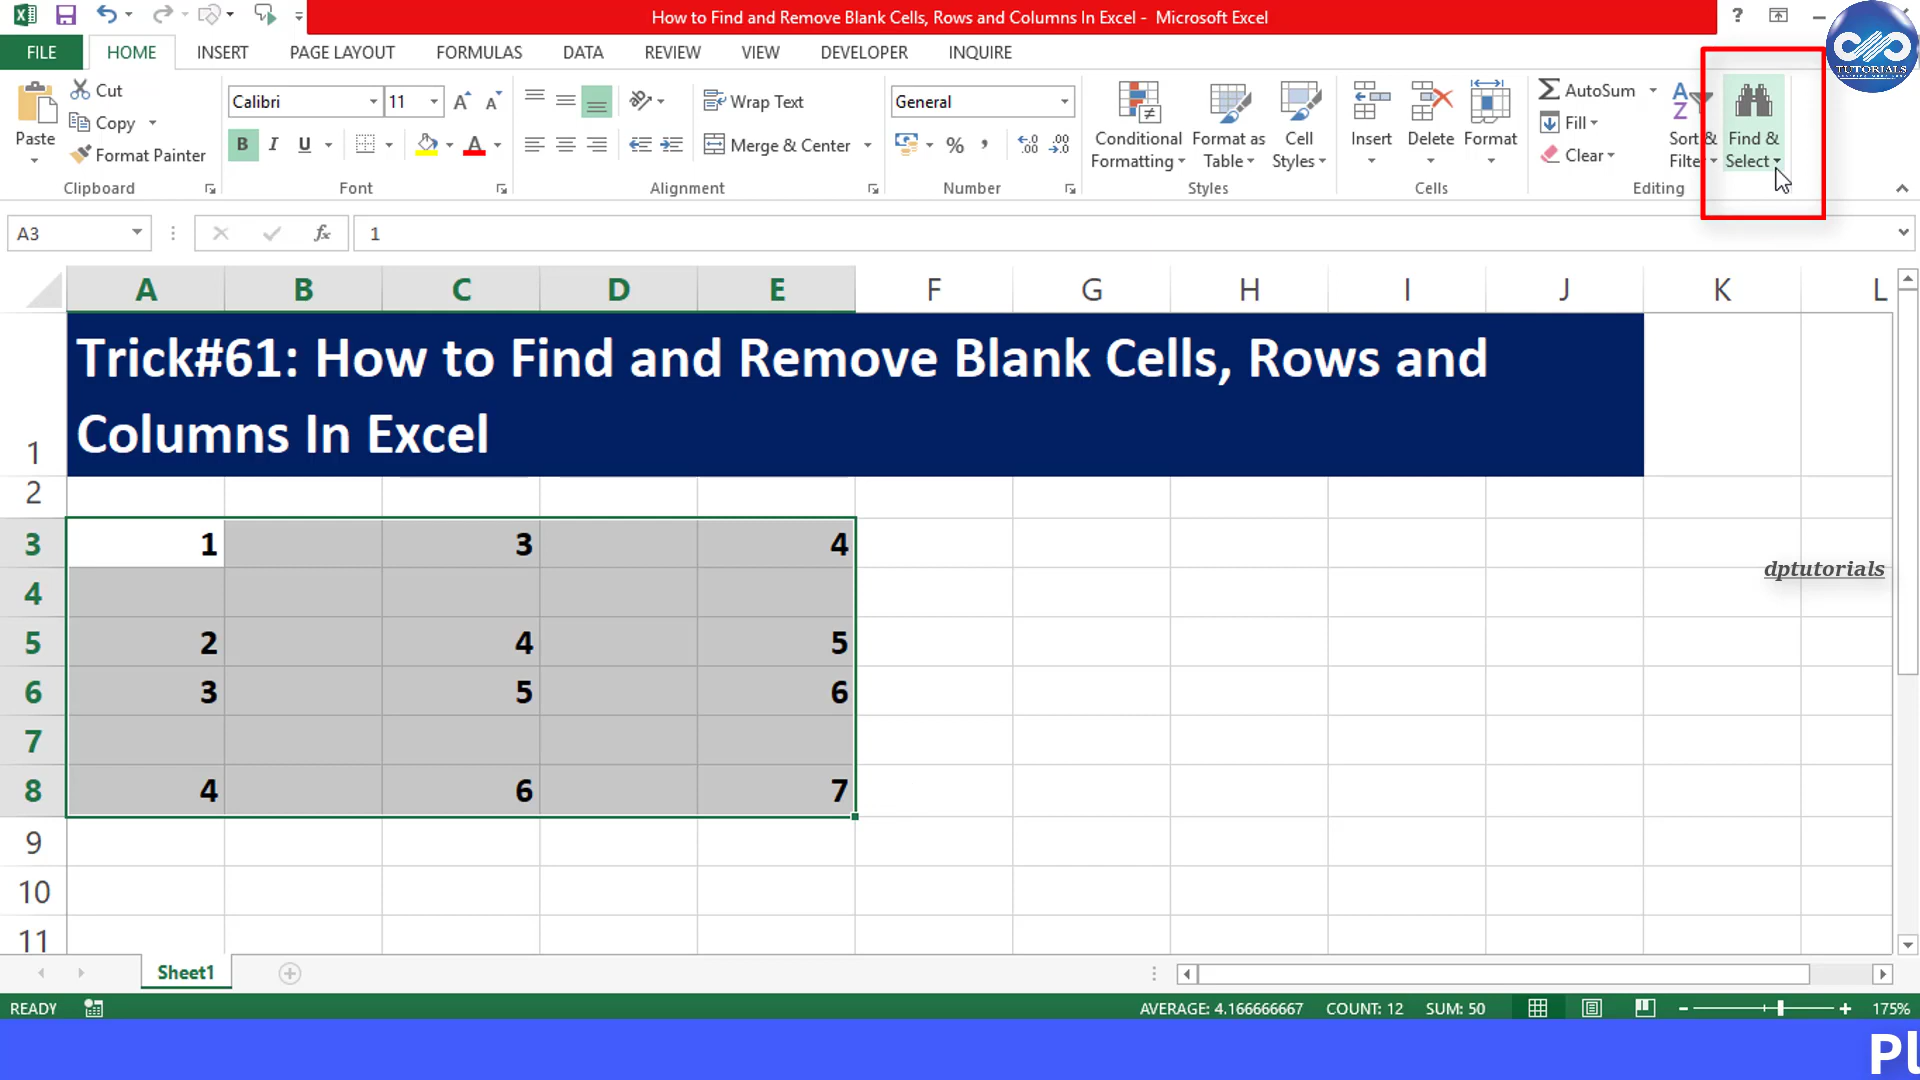 How to Find and Remove Blank Cells, Rows and Columns In Excel - Microsoft Excel
?
FILE HOME INSERT PAGE LAYOUT FORMULAS DATA REVIEW VIEW DEVELOPER INQUIRE
TUTORIALS
Paste
Cut
Copy
Format Painter
Clipboard
Calibri 11
B I U
Font
Wrap Text
Merge & Center
Alignment
General
%
Number
Conditional Formatting
Format as Table
Cell Styles
Styles
Insert
Delete
Format
Cells
AutoSum
Fill
Clear
Sort & Filter
Find & Select
Editing
A3 fx 1
A B C D E F G H I J K L
1 Trick#61: How to Find and Remove Blank Cells, Rows and
Columns In Excel
2
3 1 3 4
4
dptutorials
5 2 4 5
6 3 5 6
7
8 4 6 7
9
10
11
Sheet1
READY AVERAGE: 4.166666667 COUNT: 12 SUM: 50 175%